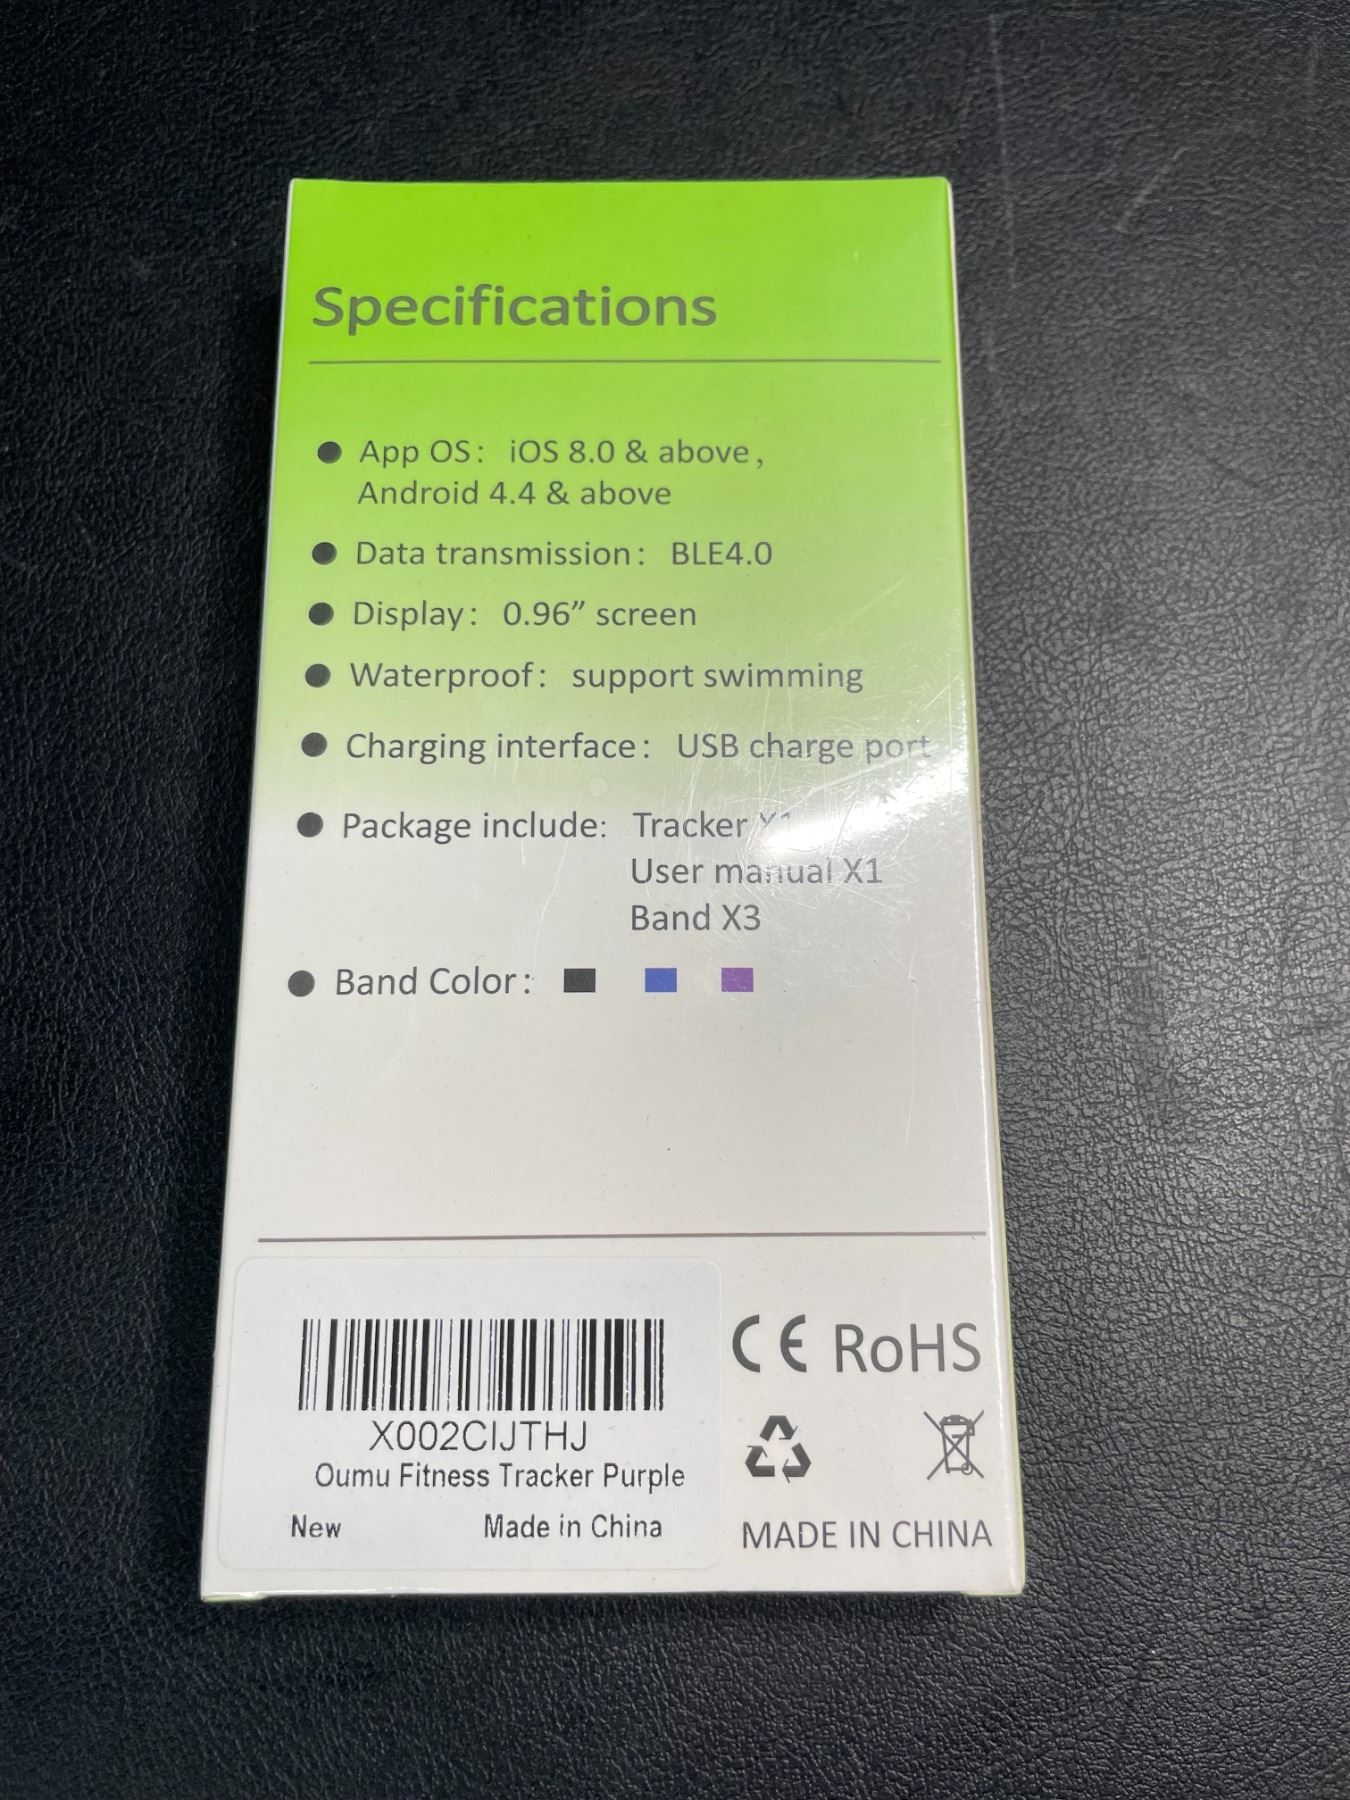 Specifications
● App OS: iOS 8.0 & above,
Android 4.4 & above
● Data transmission: BLE4.0
● Display: 0.96” screen
● Waterproof: support swimming
● Charging interface: USB charge port
● Package include: Tracker X1
User manual X1
Band X3
● Band Color:
X002CIJTHJ
Oumu Fitness Tracker Purple
New Made in China
CE RoHS
MADE IN CHINA